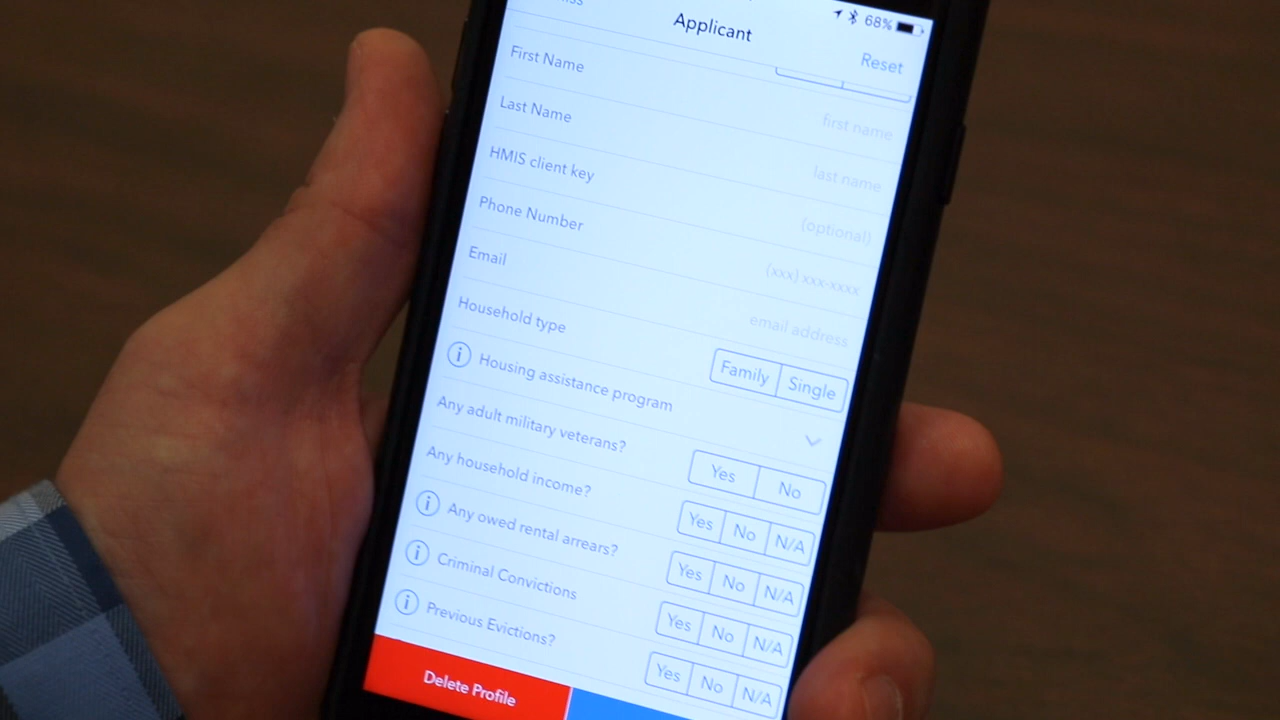 68%
Applicant
Reset
First Name
first name
Last Name
last name
HMIS client key
(optional)
Phone Number
(xxx) xxx-xxxx
Email
email address
Household type
Family Single
i Housing assistance program
Any adult military veterans?
Yes No
Any household income?
Yes No N/A
i Any owed rental arrears?
Yes No N/A
i Criminal Convictions
Yes No N/A
i Previous Evictions?
Yes No N/A
Delete Profile